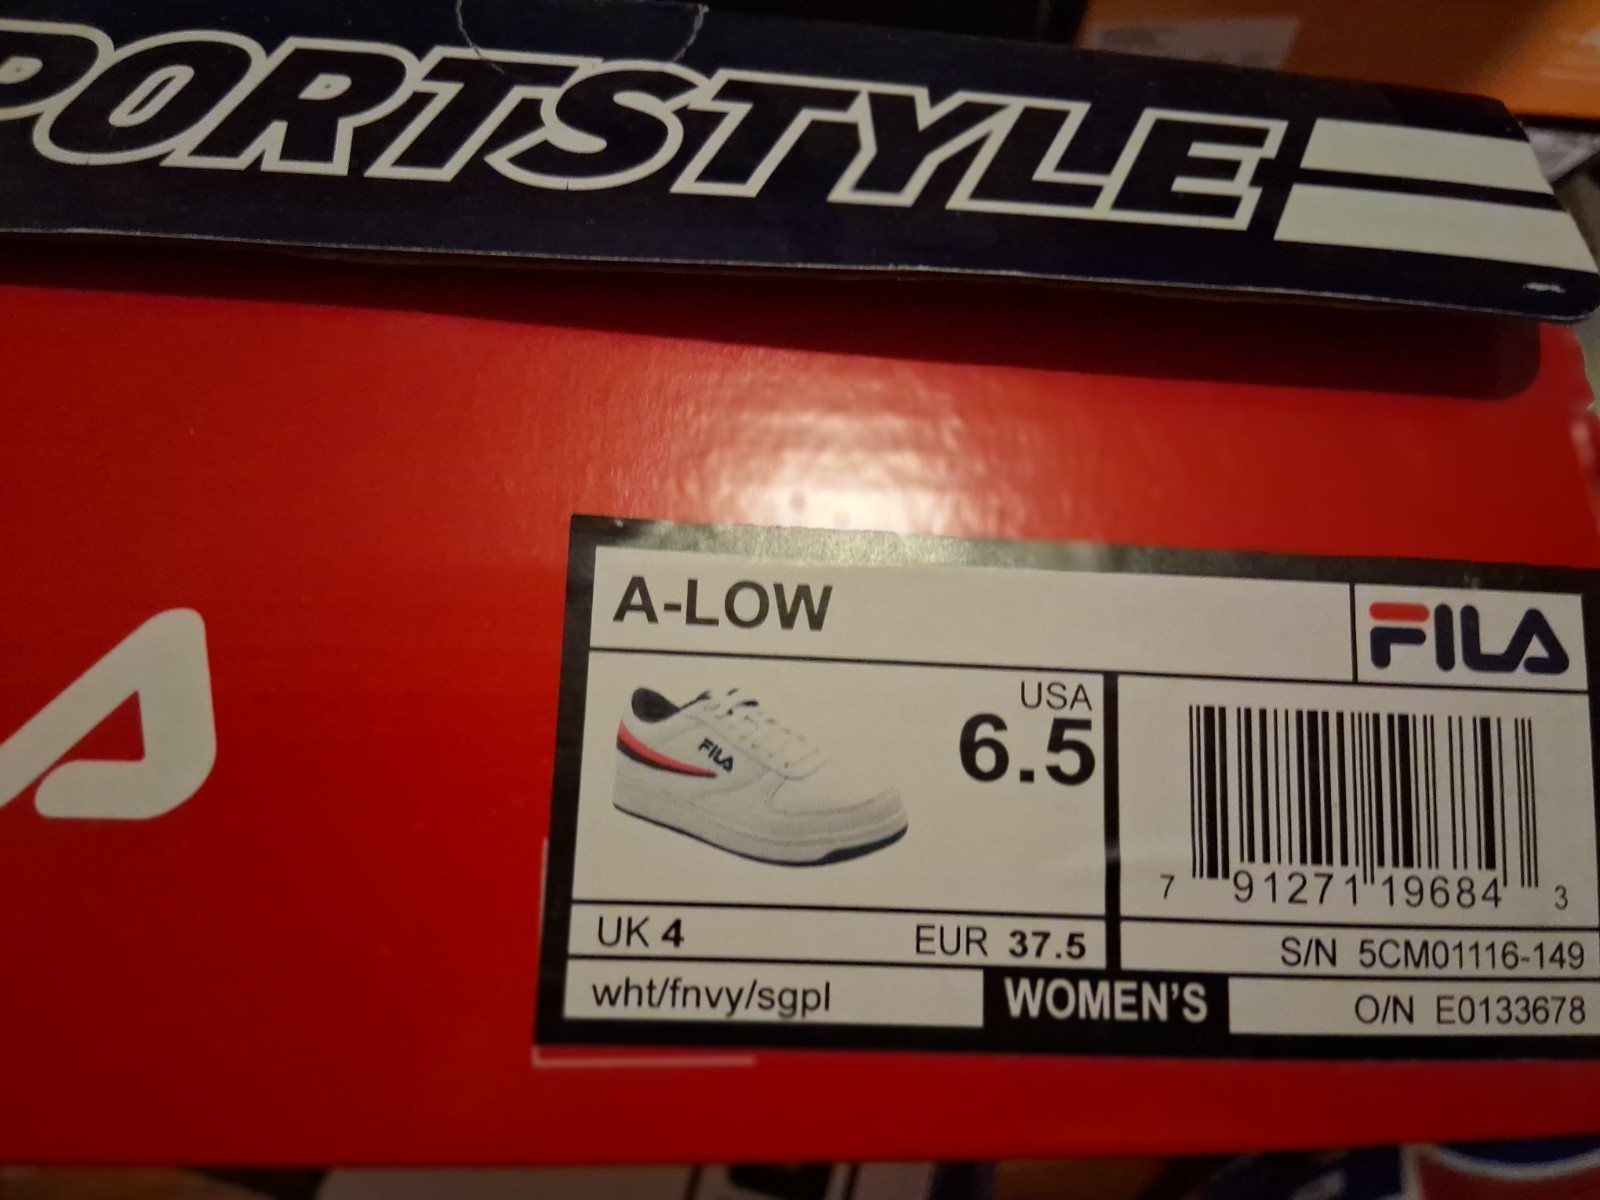 PORTSTYLE
A-LOW
FILA
USA
6.5
FILA
7 91271 19684 3
UK 4 EUR 37.5
S/N 5CM01116-149
wht/fnvy/sgpl
WOMEN'S
O/N E0133678
A